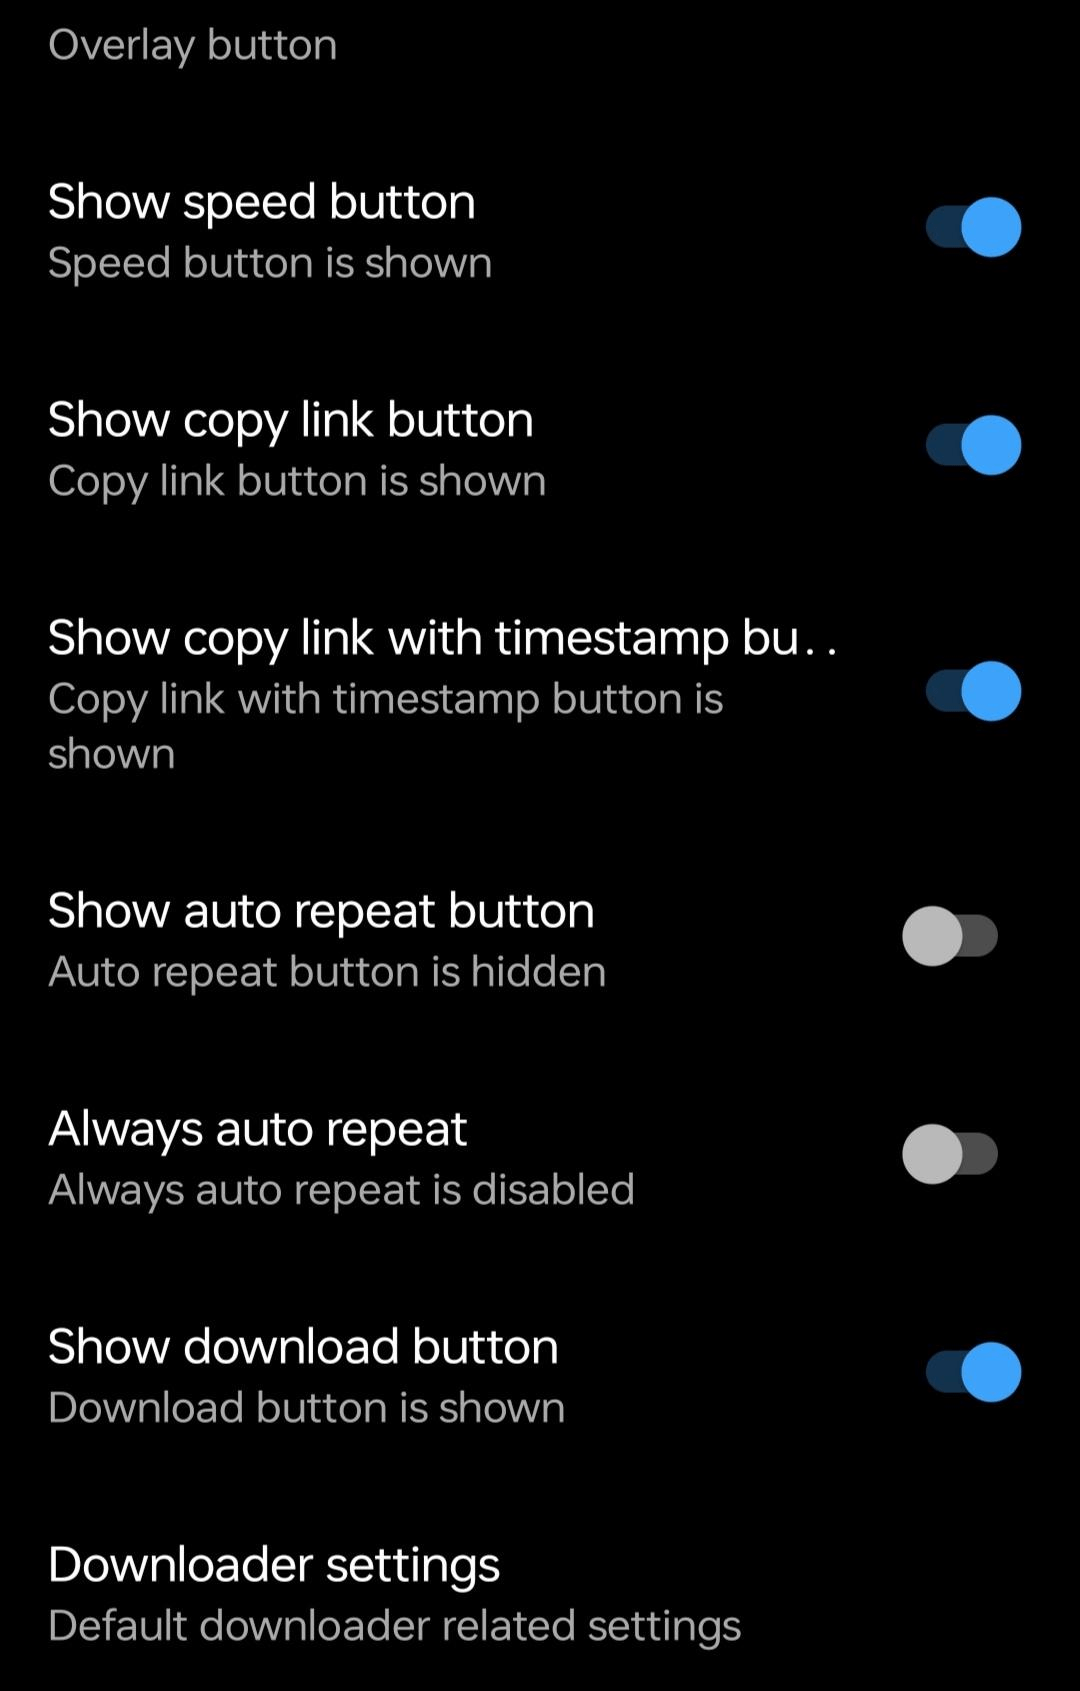 Overlay button
Show speed button
Speed button is shown
Show copy link button
Copy link button is shown
Show copy link with timestamp bu..
Copy link with timestamp button is
shown
Show auto repeat button
Auto repeat button is hidden
Always auto repeat
Always auto repeat is disabled
Show download button
Download button is shown
Downloader settings
Default downloader related settings